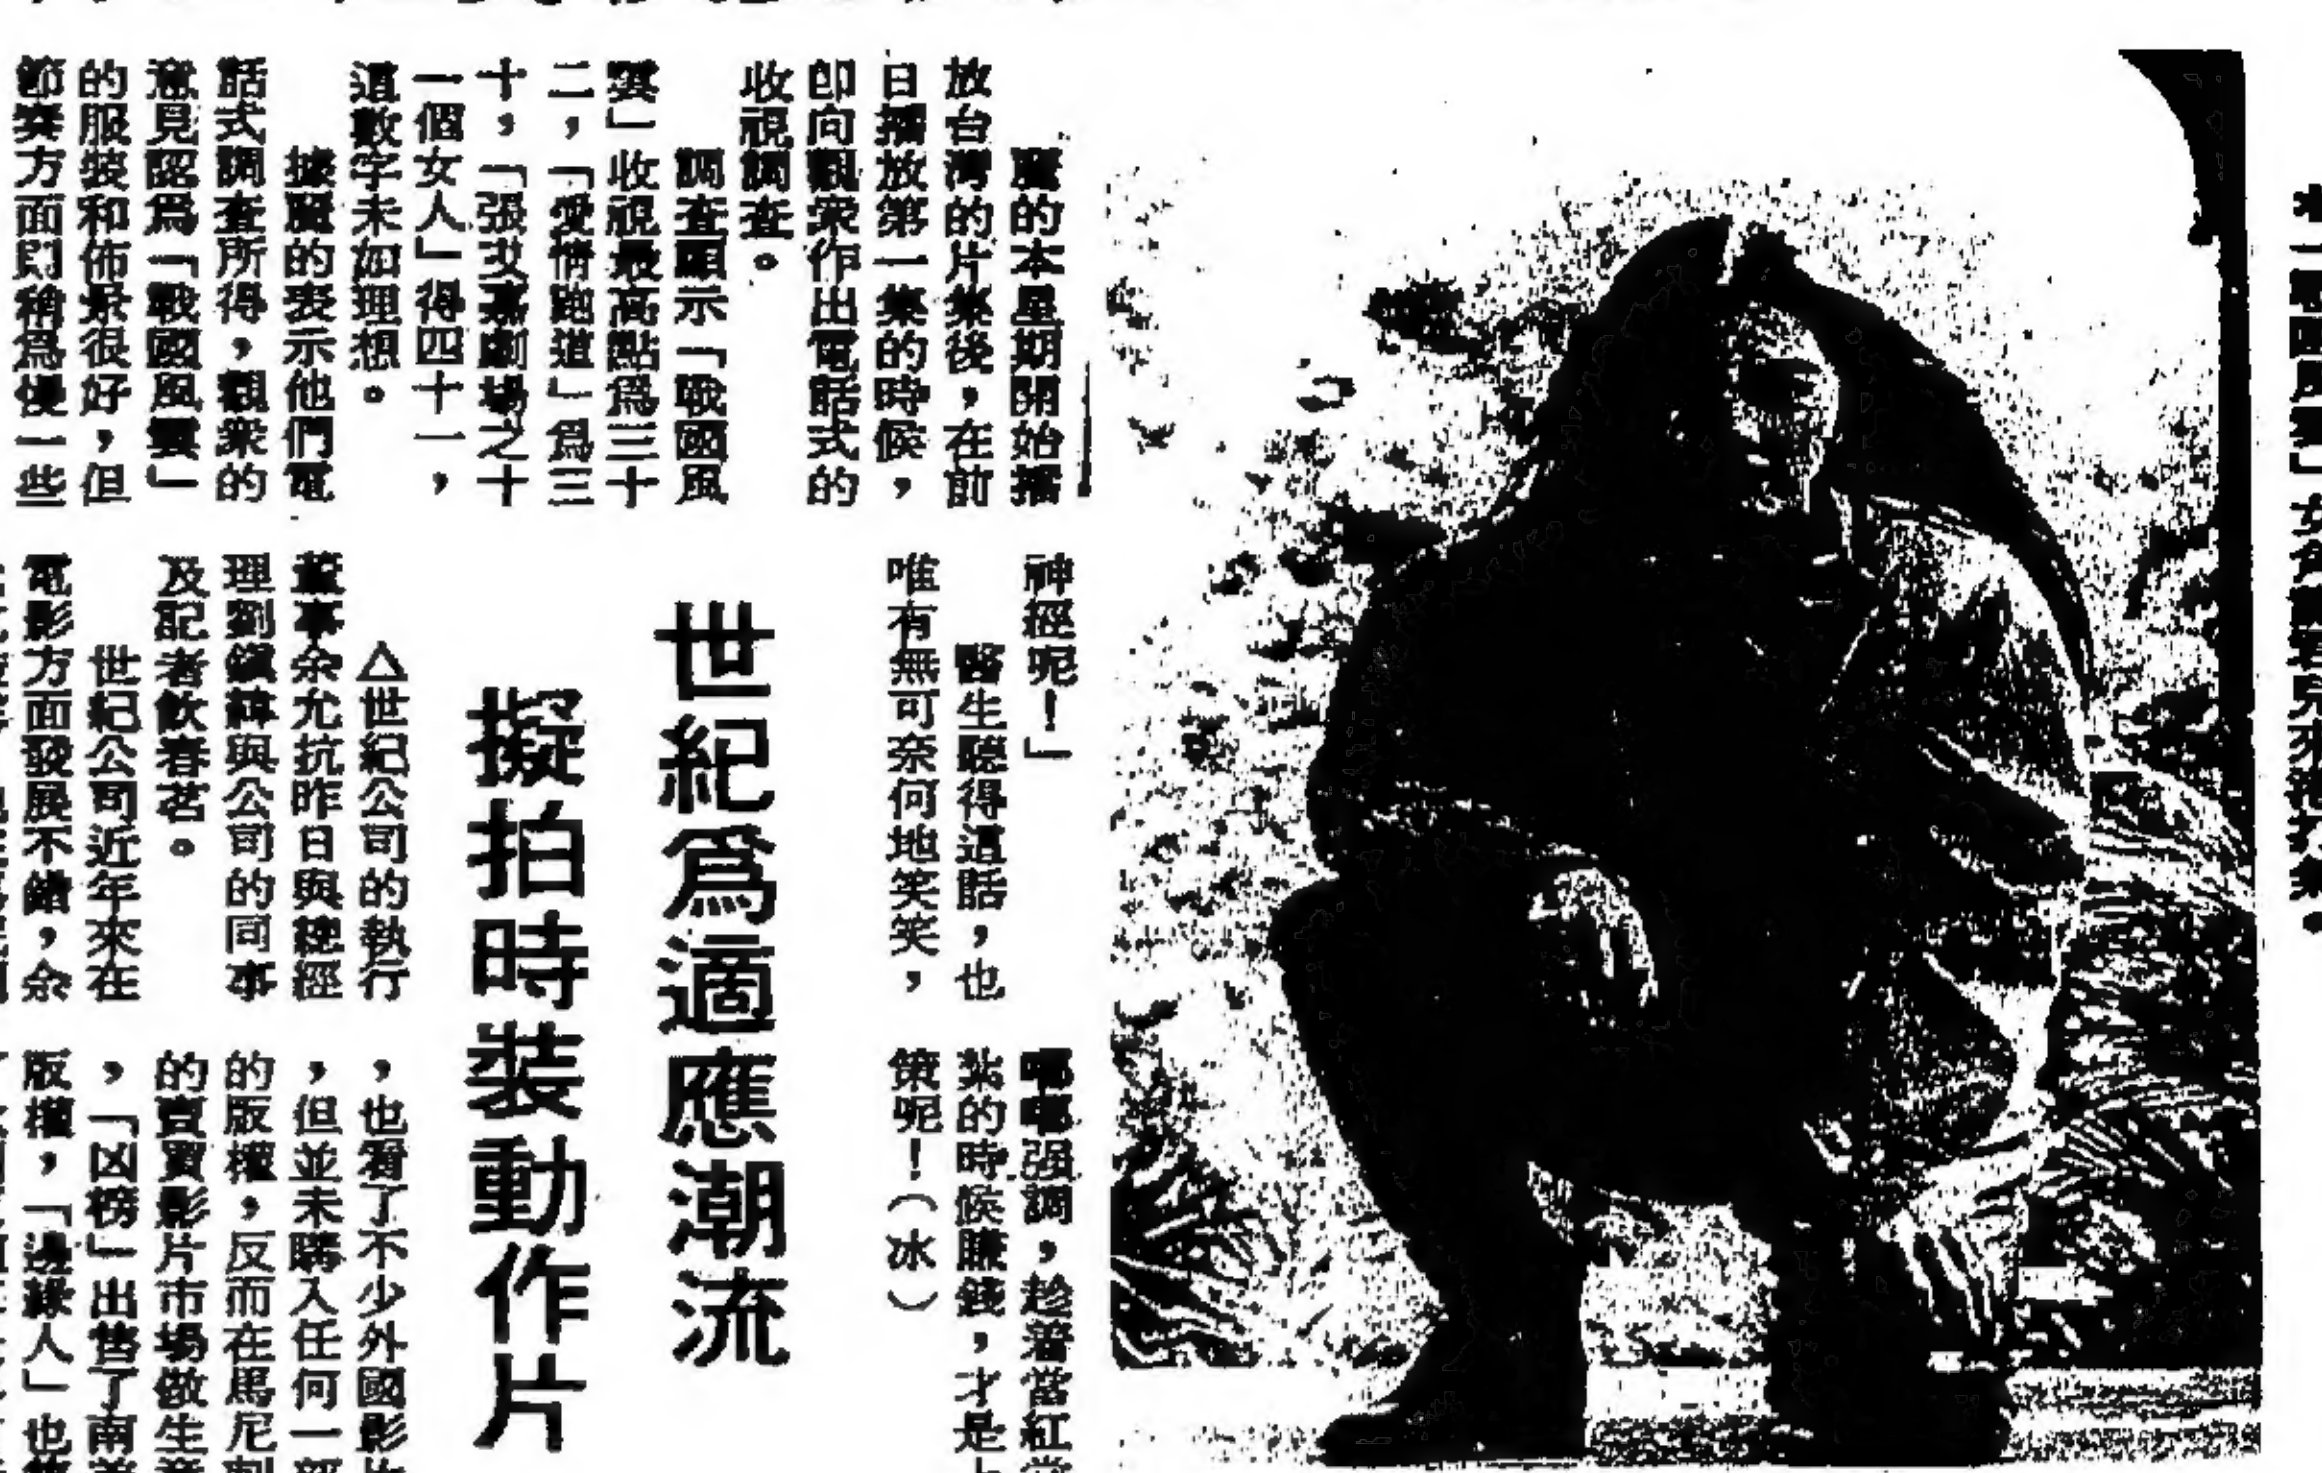 麗的本星期開始播
放台灣的片集後，在前
日播放第一集的時候，
即向觀衆作出電話式的
收視調查。
調查顯示「戰國風
雲」收視最高點爲三十
二，「愛情跑道」爲三
十，「張艾嘉劇場之十
一個女人」得四十一，
這數字未如理想。
據麗的表示他們電
話式調查所得，觀衆的
意見認爲「戰國風雲」
的服裝和佈景很好，但
節奏方面則稍爲慢一些
神經呢！」
醫生聽得這話，也
唯有無可奈何地笑笑，
嘟嘟强調，趁着當紅
紮的時候賺錢，才是
策呢！（冰）
世紀爲適應潮流
擬拍時裝動作片
△世紀公司的執行
董事余允抗昨日與總經
理劉鎮緯與公司的同事
及記者飲春茗。
世紀公司近年來在
電影方面發展不錯，余
，也看了不少外國影片
，但並未購入任何一部
的版權，反而在馬尼剌
的賣買影片市場做生意
，「凶榜」出售了南
版權，「邊緣人」也